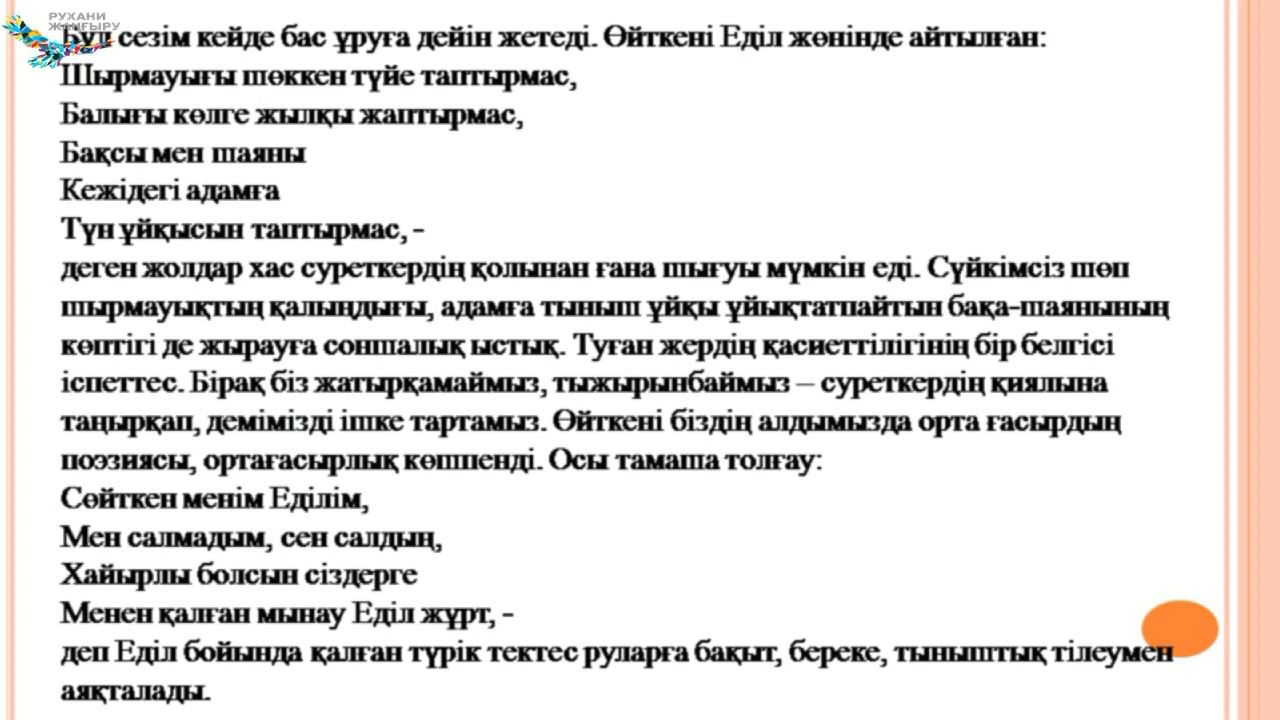 РУХАНИ
ЖАҢҒЫРУ
Бұл сезім кейде бас ұруға дейін жетеді. Өйткені Еділ жөнінде айтылған:
Шырмауығы шөккен түйе таптырмас,
Балығы көлге жылқы жаптырмас,
Бақсы мен шаяны
Кежідегі адамға
Түн ұйқысын таптырмас, -
деген жолдар хас суреткердің қолынан ғана шығуы мүмкін еді. Сүйкімсіз шөп
шырмауықтың қалыңдығы, адамға тыныш ұйқы ұйықтатпайтын бақа-шаянының
көптігі де жырауға соншалық ыстық. Туған жердің қасиеттілігінің бір белгісі
іспеттес. Бірақ біз жатырқамаймыз, тыжырынбаймыз – суреткердің қиялына
таңырқап, демімізді ішке тартамыз. Өйткені біздің алдымызда орта ғасырдың
поэзиясы, ортағасырлық көшпенді. Осы тамаша толғау:
Сөйткен менім Еділім,
Мен салмадым, сен салдың,
Хайырлы болсын сіздерге
Менен қалған мынау Еділ жұрт, -
деп Еділ бойында қалған түрік тектес руларға бақыт, береке, тыныштық тілеумен
аяқталады.